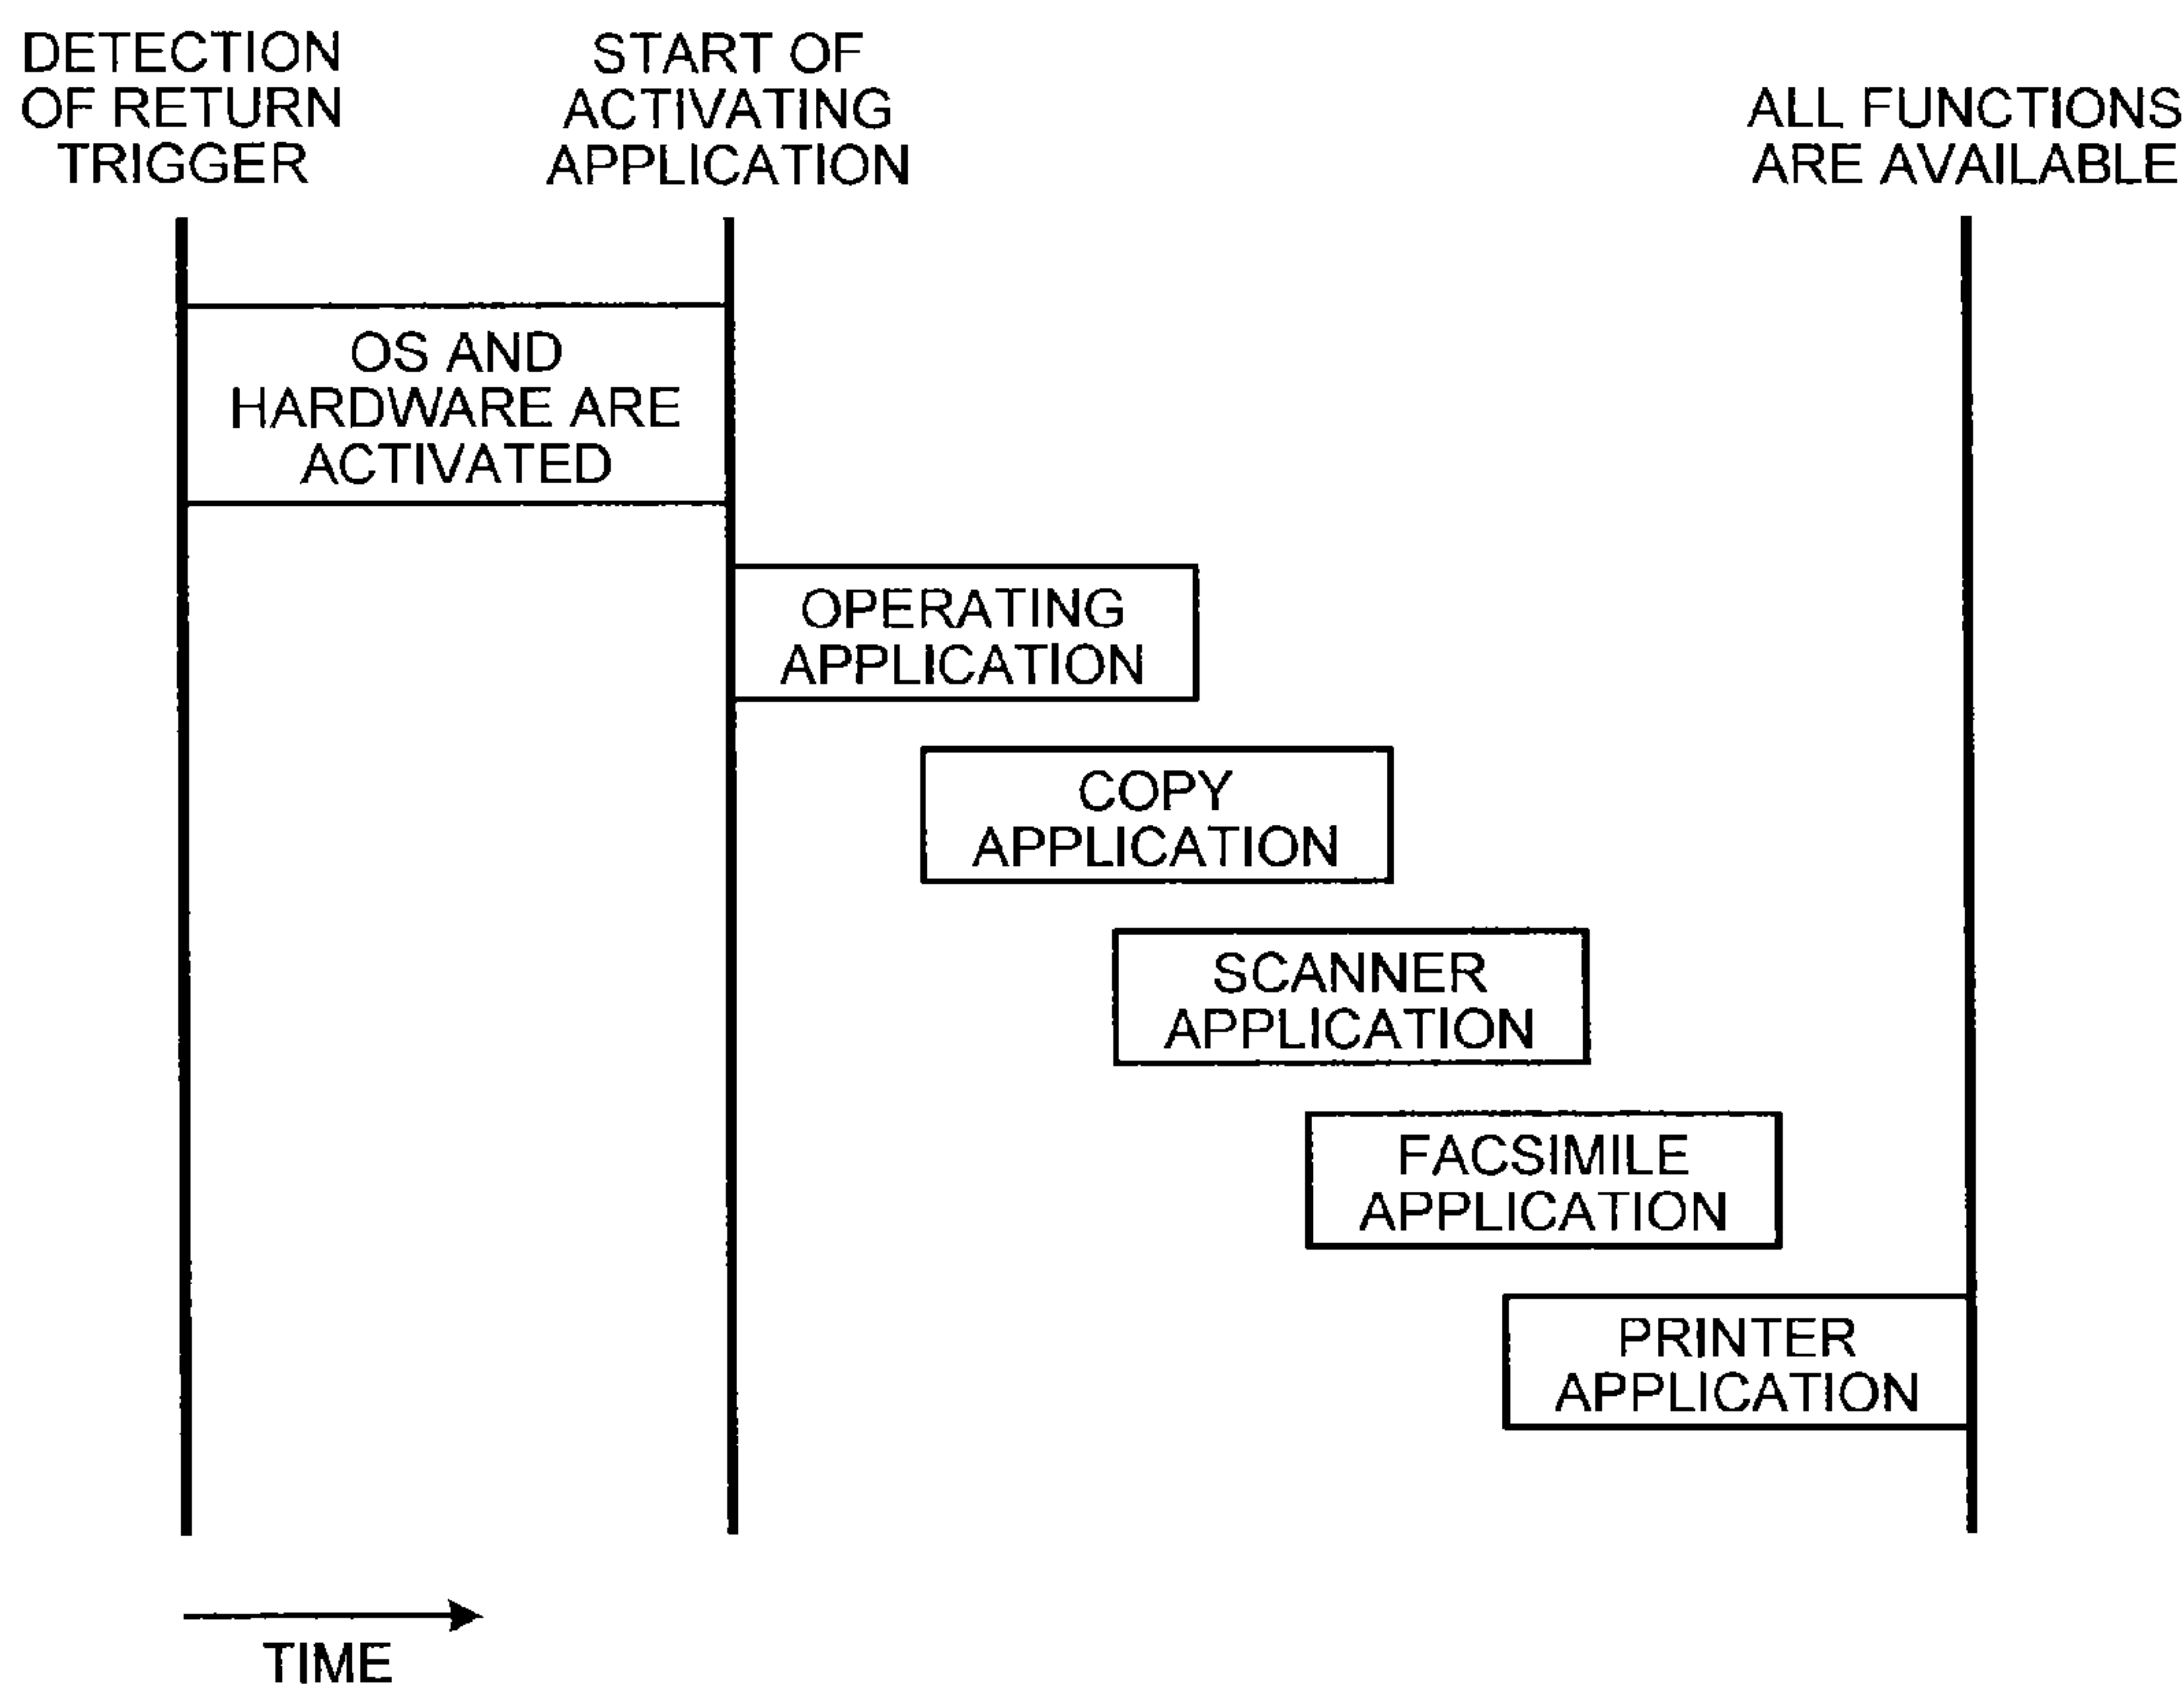 DETECTION
OF RETURN
TRIGGER
START OF
ACTIVATING
APPLICATION
ALL FUNCTIONS
ARE AVAILABLE
OS AND
HARDWARE ARE
ACTIVATED
OPERATING
APPLICATION
COPY
APPLICATION
SCANNER
APPLICATION
FACSIMILE
APPLICATION
PRINTER
APPLICATION
TIME